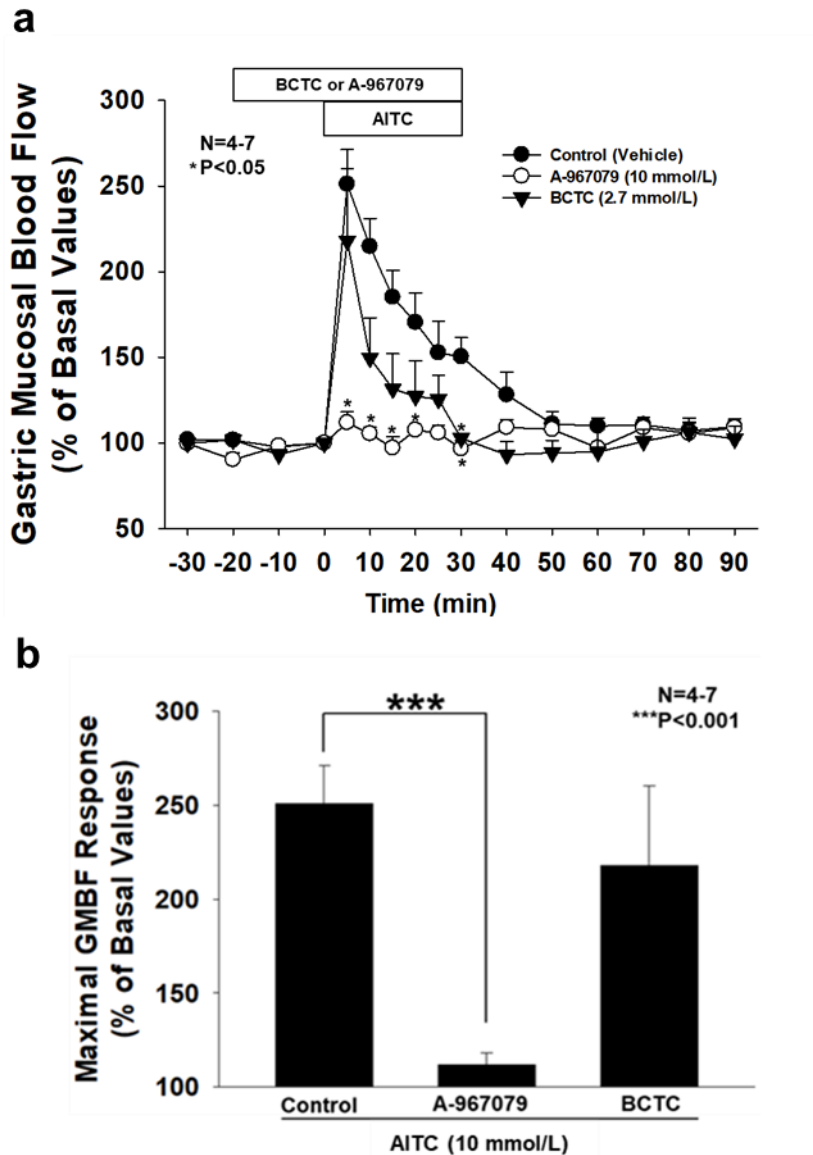 a
Gastric Mucosal Blood Flow
(% of Basal Values)
300
250
200
150
100
50
BCTC or A-967079
AITC
N=4-7
*P<0.05
Control (Vehicle)
A-967079 (10 mmol/L)
BCTC (2.7 mmol/L)
*
*
*
*
*
*
-30 -20 -10 0 10 20 30 40 50 60 70 80 90
Time (min)
b
Maximal GMBF Response
(% of Basal Values)
300
250
200
150
100
***
N=4-7
***P<0.001
Control A-967079 BCTC
AITC (10 mmol/L)